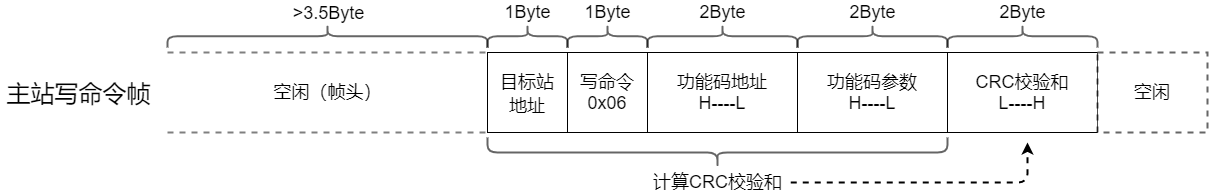 >3.5Byte
1Byte
1Byte
2Byte
2Byte
2Byte
主站写命令帧
空闲（帧头）
目标站
地址
写命令
0x06
功能码地址
H----L
功能码参数
H----L
CRC校验和
L----H
空闲
计算CRC校验和